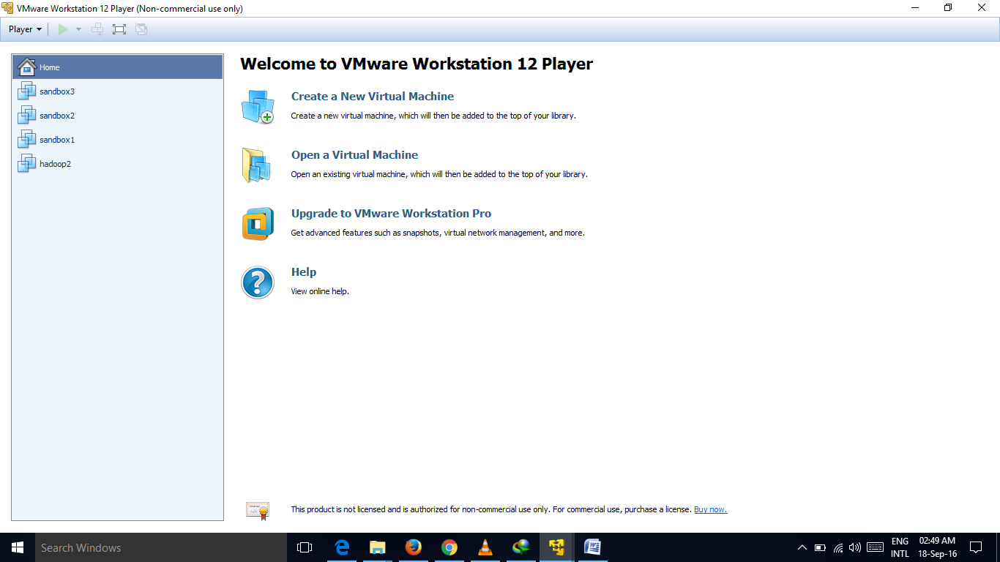 VMware Workstation 12 Player (Non-commercial use only)
Player
Home
sandbox3
sandbox2
sandbox1
hadoop2
Welcome to VMware Workstation 12 Player
Create a New Virtual Machine
Create a new virtual machine, which will then be added to the top of your library.
Open a Virtual Machine
Open an existing virtual machine, which will then be added to the top of your library.
Upgrade to VMware Workstation Pro
Get advanced features such as snapshots, virtual network management, and more.
Help
View online help.
This product is not licensed and is authorized for non-commercial use only. For commercial use, purchase a license. Buy now.
Search Windows
ENG
INTL
02:49 AM
18-Sep-16